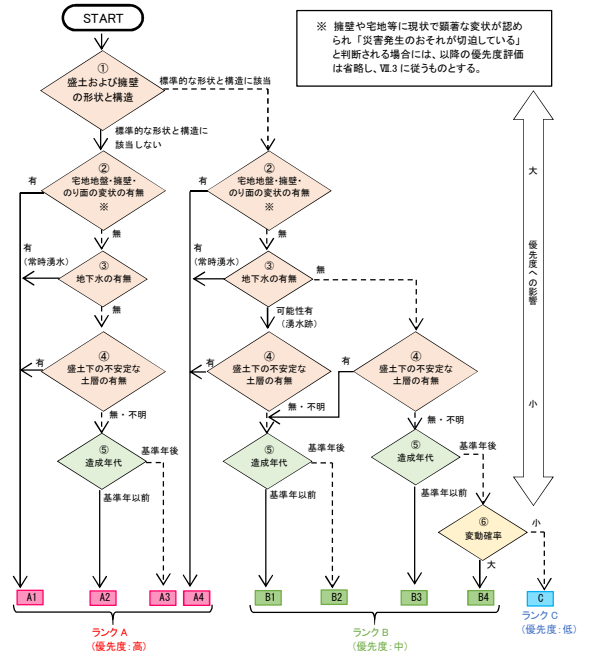 START
※ 擁壁や宅地等に現状で顕著な変状が認め
られ「災害発生のおそれが切迫している」
と判断される場合には、以降の優先度評価
は省略し、Ⅶ.3 に従うものとする。
①
盛土および擁壁
の形状と構造
標準的な形状と構造に該当
標準的な形状と構造に
該当しない
②
宅地地盤・擁壁・
のり面の変状の有無
※
有
無
②
宅地地盤・擁壁・
のり面の変状の有無
※
有
無
大
優先度への影響
小
有
(常時湧水)
③
地下水の有無
無
有
(常時湧水)
③
地下水の有無
無
可能性有
(湧水跡)
④
盛土下の不安定な
土層の有無
有
無・不明
④
盛土下の不安定な
土層の有無
有
無・不明
④
盛土下の不安定な
土層の有無
有
無・不明
⑤
造成年代
基準年後
基準年以前
⑤
造成年代
基準年後
基準年以前
⑤
造成年代
基準年後
基準年以前
⑥
変動確率
小
大
A1
A2
A3
A4
B1
B2
B3
B4
C
ランクA
(優先度:高)
ランクB
(優先度:中)
ランクC
(優先度:低)